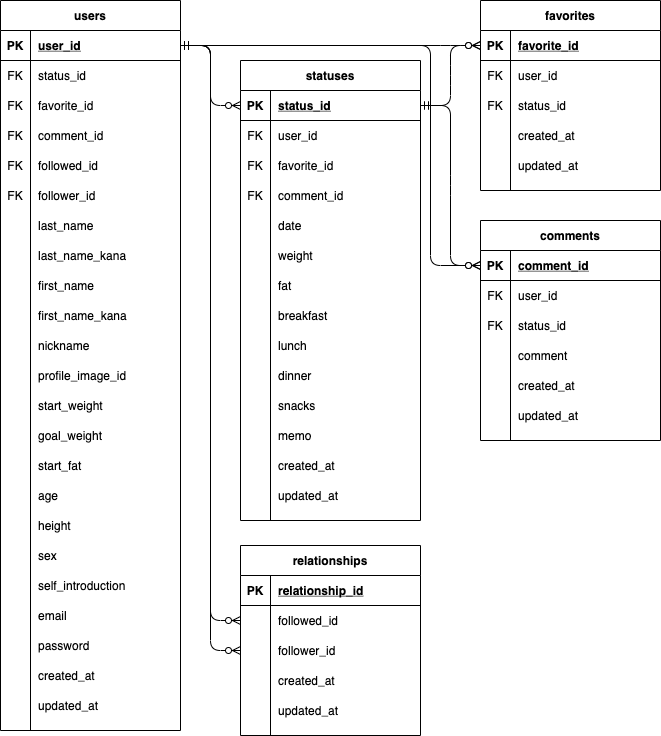 users
PK user_id
FK status_id
FK favorite_id
FK comment_id
FK followed_id
FK follower_id
last_name
last_name_kana
first_name
first_name_kana
nickname
profile_image_id
start_weight
goal_weight
start_fat
age
height
sex
self_introduction
email
password
created_at
updated_at
statuses
PK status_id
FK user_id
FK favorite_id
FK comment_id
date
weight
fat
breakfast
lunch
dinner
snacks
memo
created_at
updated_at
relationships
PK relationship_id
followed_id
follower_id
created_at
updated_at
favorites
PK favorite_id
FK user_id
FK status_id
created_at
updated_at
comments
PK comment_id
FK user_id
FK status_id
comment
created_at
updated_at